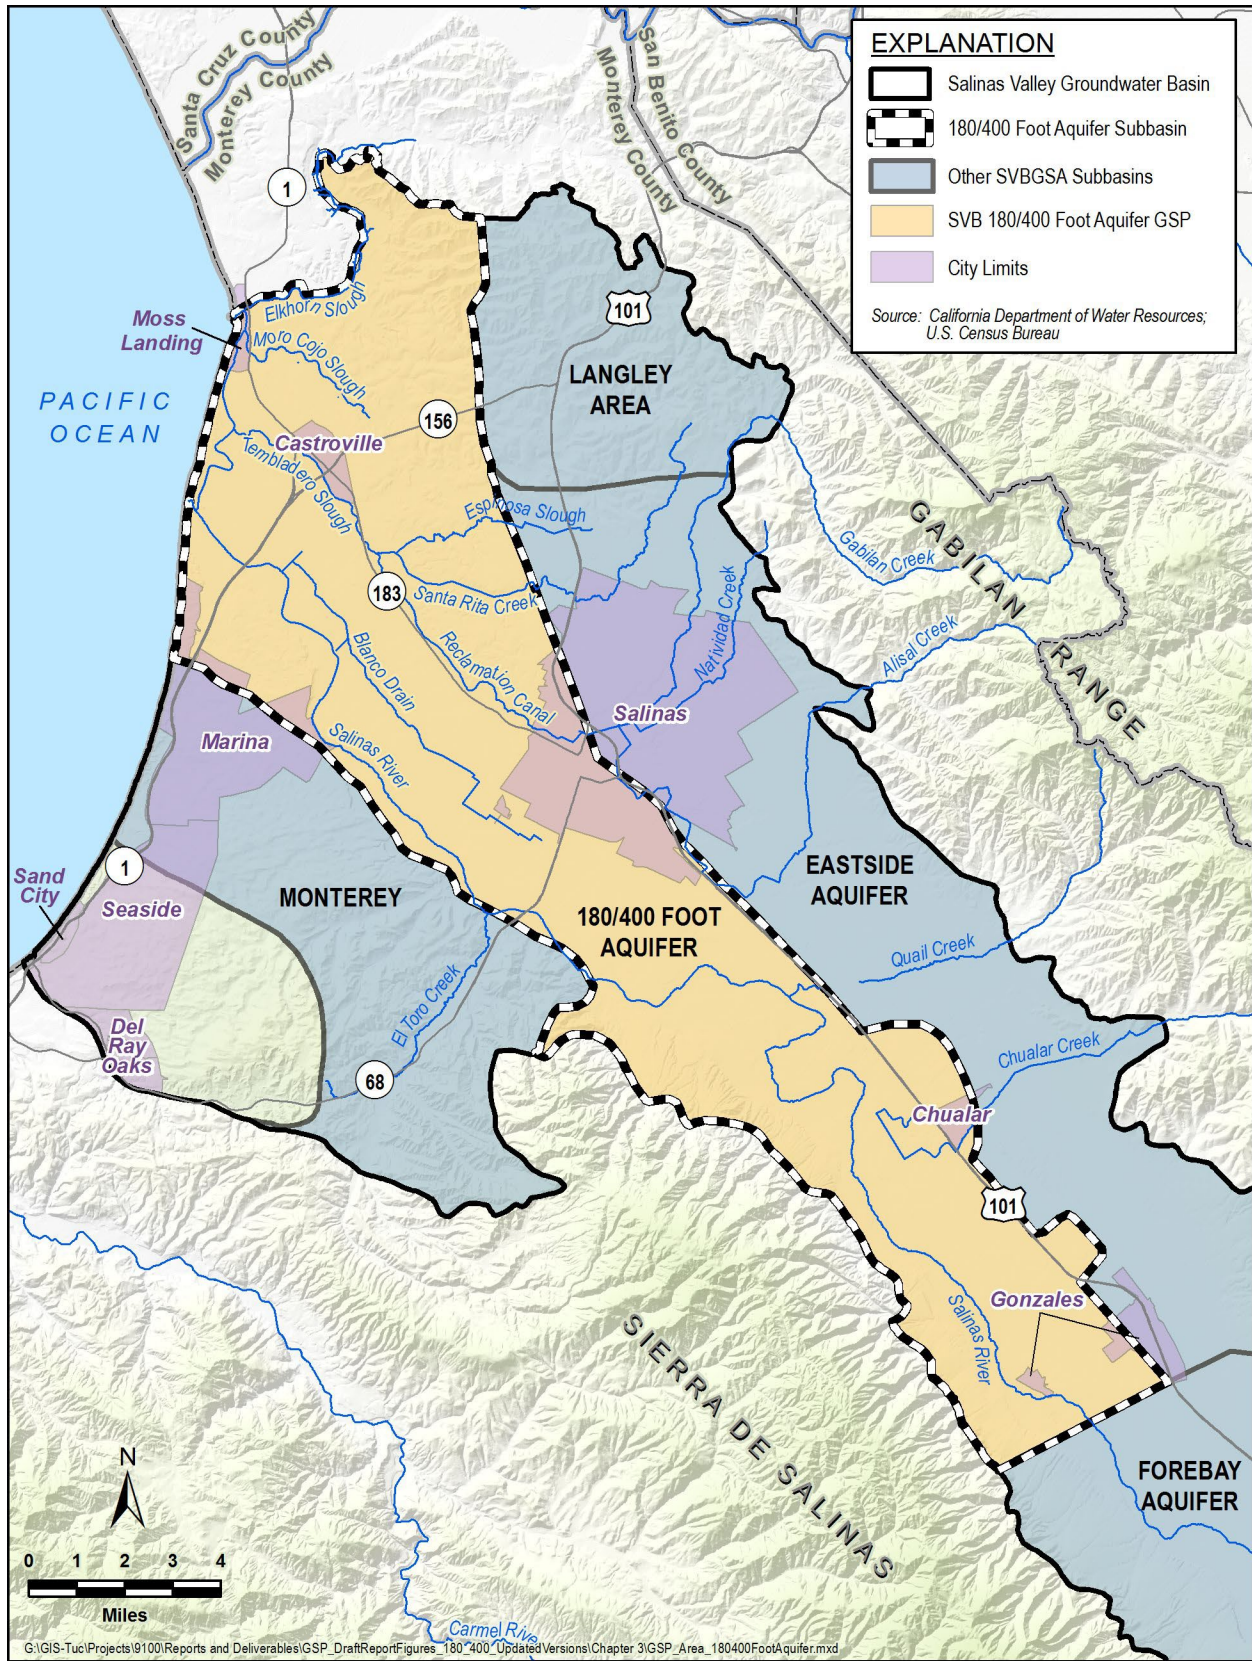 Santa Cruz County
Monterey County
San Benito County
Monterey County
EXPLANATION
Salinas Valley Groundwater Basin
180/400 Foot Aquifer Subbasin
Other SVBGSA Subbasins
SVB 180/400 Foot Aquifer GSP
City Limits
Source: California Department of Water Resources;
U.S. Census Bureau
1
101
Elkhorn Slough
Moss
Landing
Moro Cojo Slough
LANGLEY
AREA
PACIFIC
OCEAN
156
Castroville
Tembladero Slough
Espinosa Slough
GABILAN
RANGE
Gabilan Creek
183
Santa Rita Creek
Natividad Creek
Blanco Drain
Reclamation Canal
Alisal Creek
Salinas
Marina
Salinas River
1
Sand
City
Seaside
MONTEREY
EASTSIDE
AQUIFER
180/400 FOOT
AQUIFER
Quail Creek
El Toro Creek
Del
Ray
Oaks
68
Chualar Creek
Chualar
101
Gonzales
Salinas River
SIERRA DE SALINAS
FOREBAY
AQUIFER
N
0 1 2 3 4
Miles
Carmel River
G:\GIS-Tuc\Projects\9100\Reports and Deliverables\GSP_DraftReportFigures_180_400_UpdatedVersions\Chapter 3\GSP_Area_180400FootAquifer.mxd